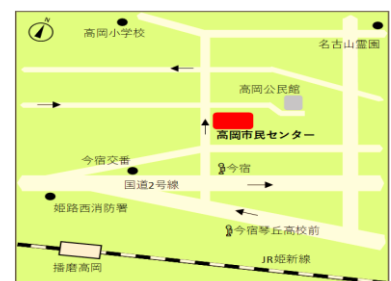 N
高岡小学校
名古山霊園
高岡公民館
高岡市民センター
今宿交番
今宿
国道2号線
姫路西消防署
今宿琴丘高校前
JR姫新線
播磨高岡